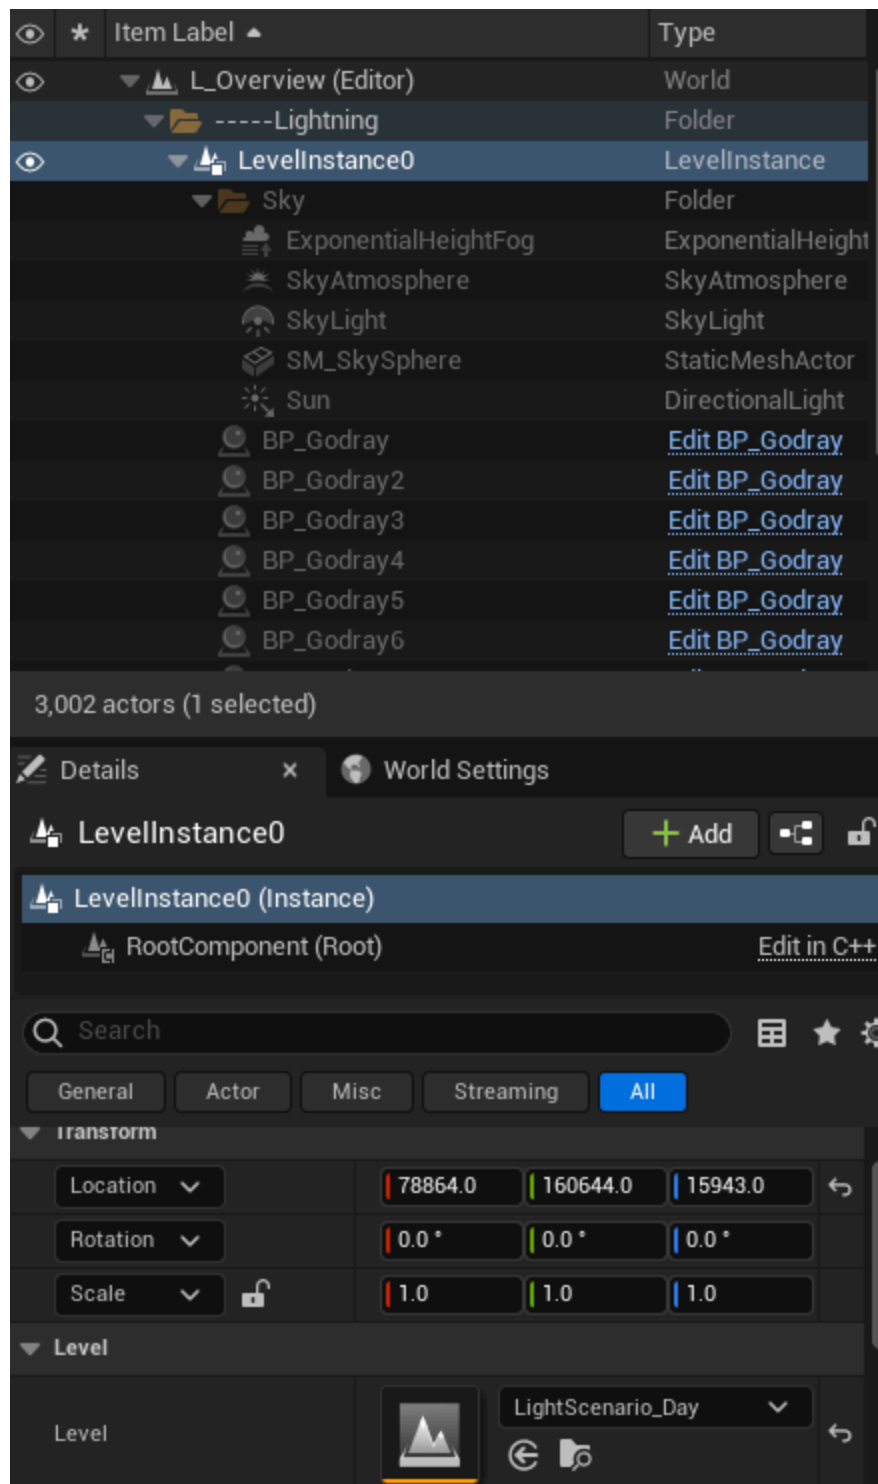 Item Label Type
L_Overview (Editor) World
-----Lightning Folder
LevelInstance0 LevelInstance
Sky Folder
ExponentialHeightFog ExponentialHeight
SkyAtmosphere SkyAtmosphere
SkyLight SkyLight
SM_SkySphere StaticMeshActor
Sun DirectionalLight
BP_Godray Edit BP_Godray
BP_Godray2 Edit BP_Godray
BP_Godray3 Edit BP_Godray
BP_Godray4 Edit BP_Godray
BP_Godray5 Edit BP_Godray
BP_Godray6 Edit BP_Godray
3,002 actors (1 selected)
Details World Settings
LevelInstance0 Add
LevelInstance0 (Instance)
RootComponent (Root) Edit in C++
Search
General Actor Misc Streaming All
Transform
Location 78864.0 160644.0 15943.0
Rotation 0.0 ° 0.0 ° 0.0 °
Scale 1.0 1.0 1.0
Level
Level LightScenario_Day